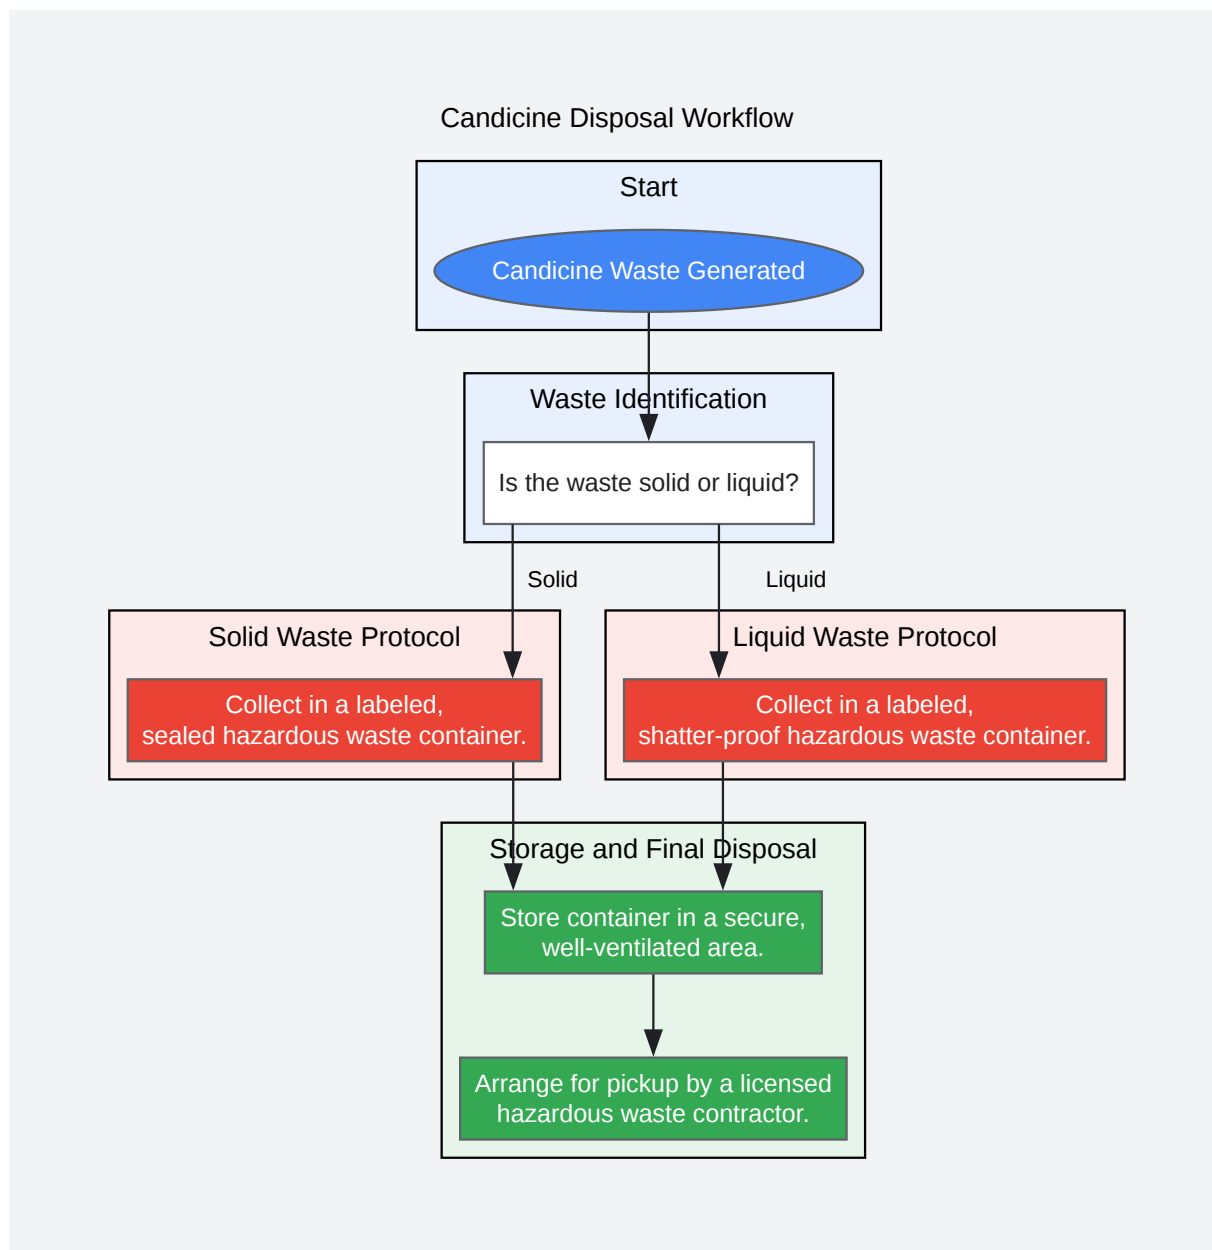 Candicine Disposal Workflow
Start
Candicine Waste Generated
Waste Identification
Is the waste solid or liquid?
Solid
Liquid
Solid Waste Protocol
Collect in a labeled,
sealed hazardous waste container.
Liquid Waste Protocol
Collect in a labeled,
shatter-proof hazardous waste container.
Storage and Final Disposal
Store container in a secure,
well-ventilated area.
Arrange for pickup by a licensed
hazardous waste contractor.